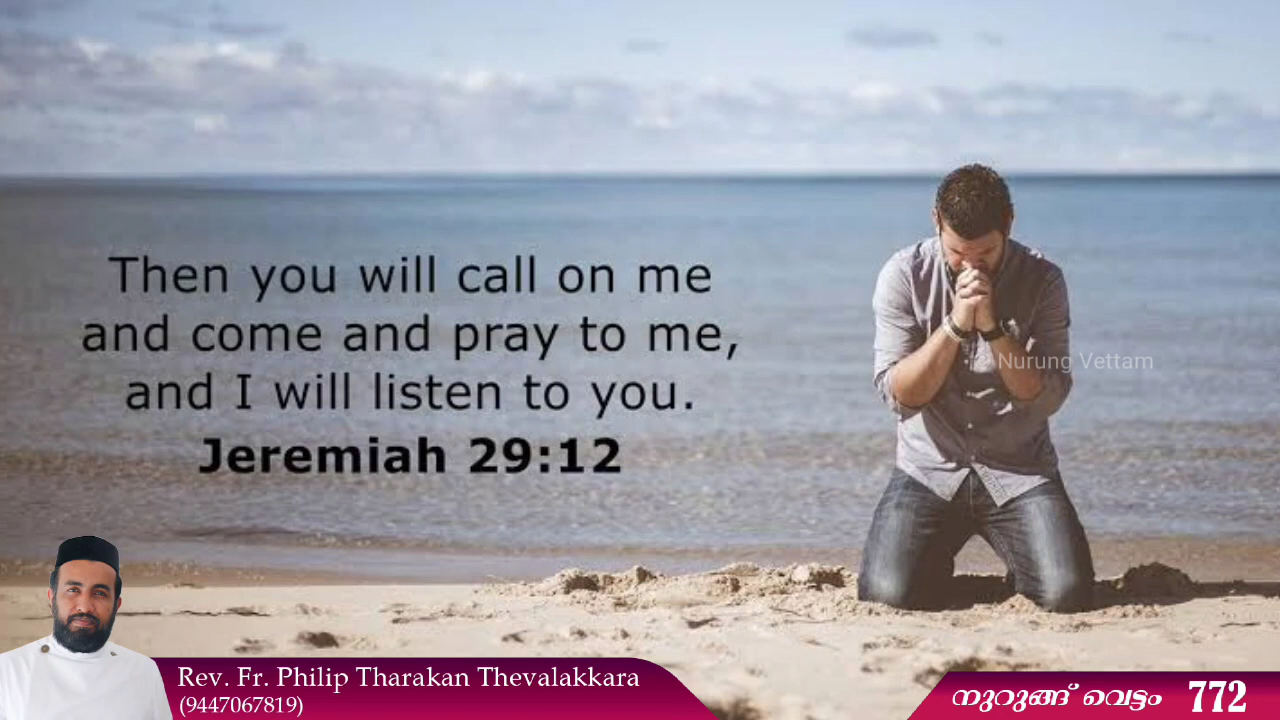 Then you will call on me
and come and pray to me,
and I will listen to you.
Jeremiah 29:12
© Nurung Vettam
Rev. Fr. Philip Tharakan Thevalakkara
(9447067819)
നുറുങ്ങ് വെട്ടം 772